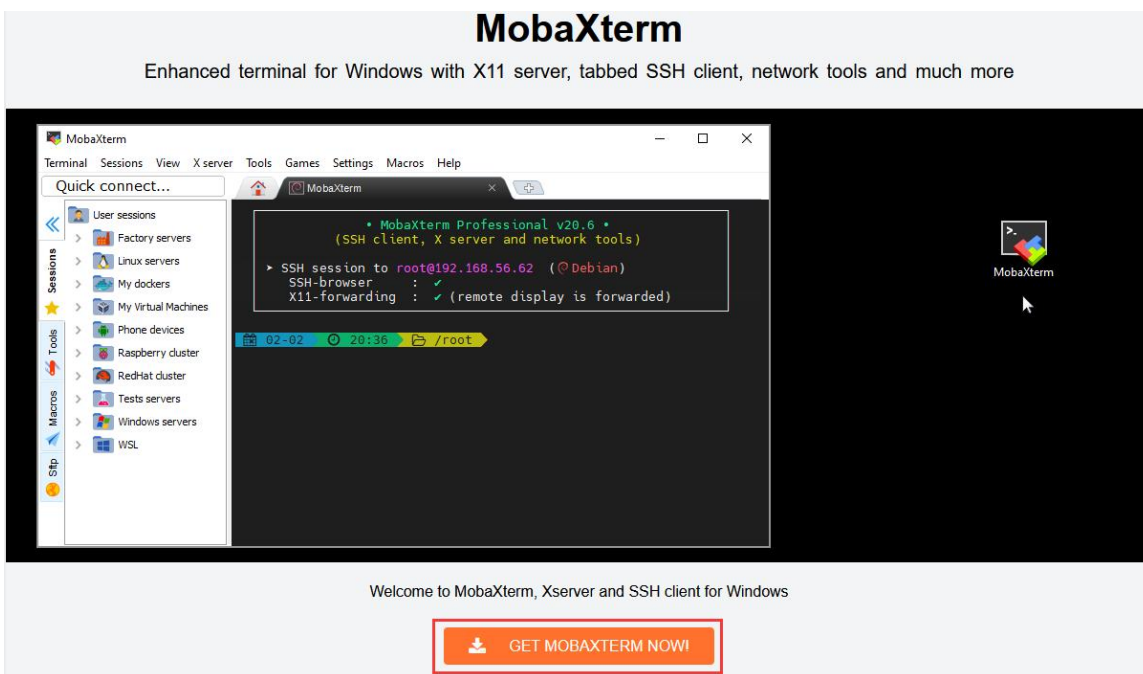 MobaXterm
Enhanced terminal for Windows with X11 server, tabbed SSH client, network tools and much more
MobaXterm
Terminal Sessions View X server Tools Games Settings Macros Help
Quick connect...
MobaXterm
Sessions
Tools
Macros
Sftp
User sessions
Factory servers
Linux servers
My dockers
My Virtual Machines
Phone devices
Raspberry cluster
RedHat cluster
Tests servers
Windows servers
WSL
• MobaXterm Professional v20.6 •
(SSH client, X server and network tools)
➤ SSH session to root@192.168.56.62 (Debian)
SSH-browser : ✔
X11-forwarding : ✔ (remote display is forwarded)
02-02 20:36 /root
MobaXterm
Welcome to MobaXterm, Xserver and SSH client for Windows
GET MOBAXTERM NOW!